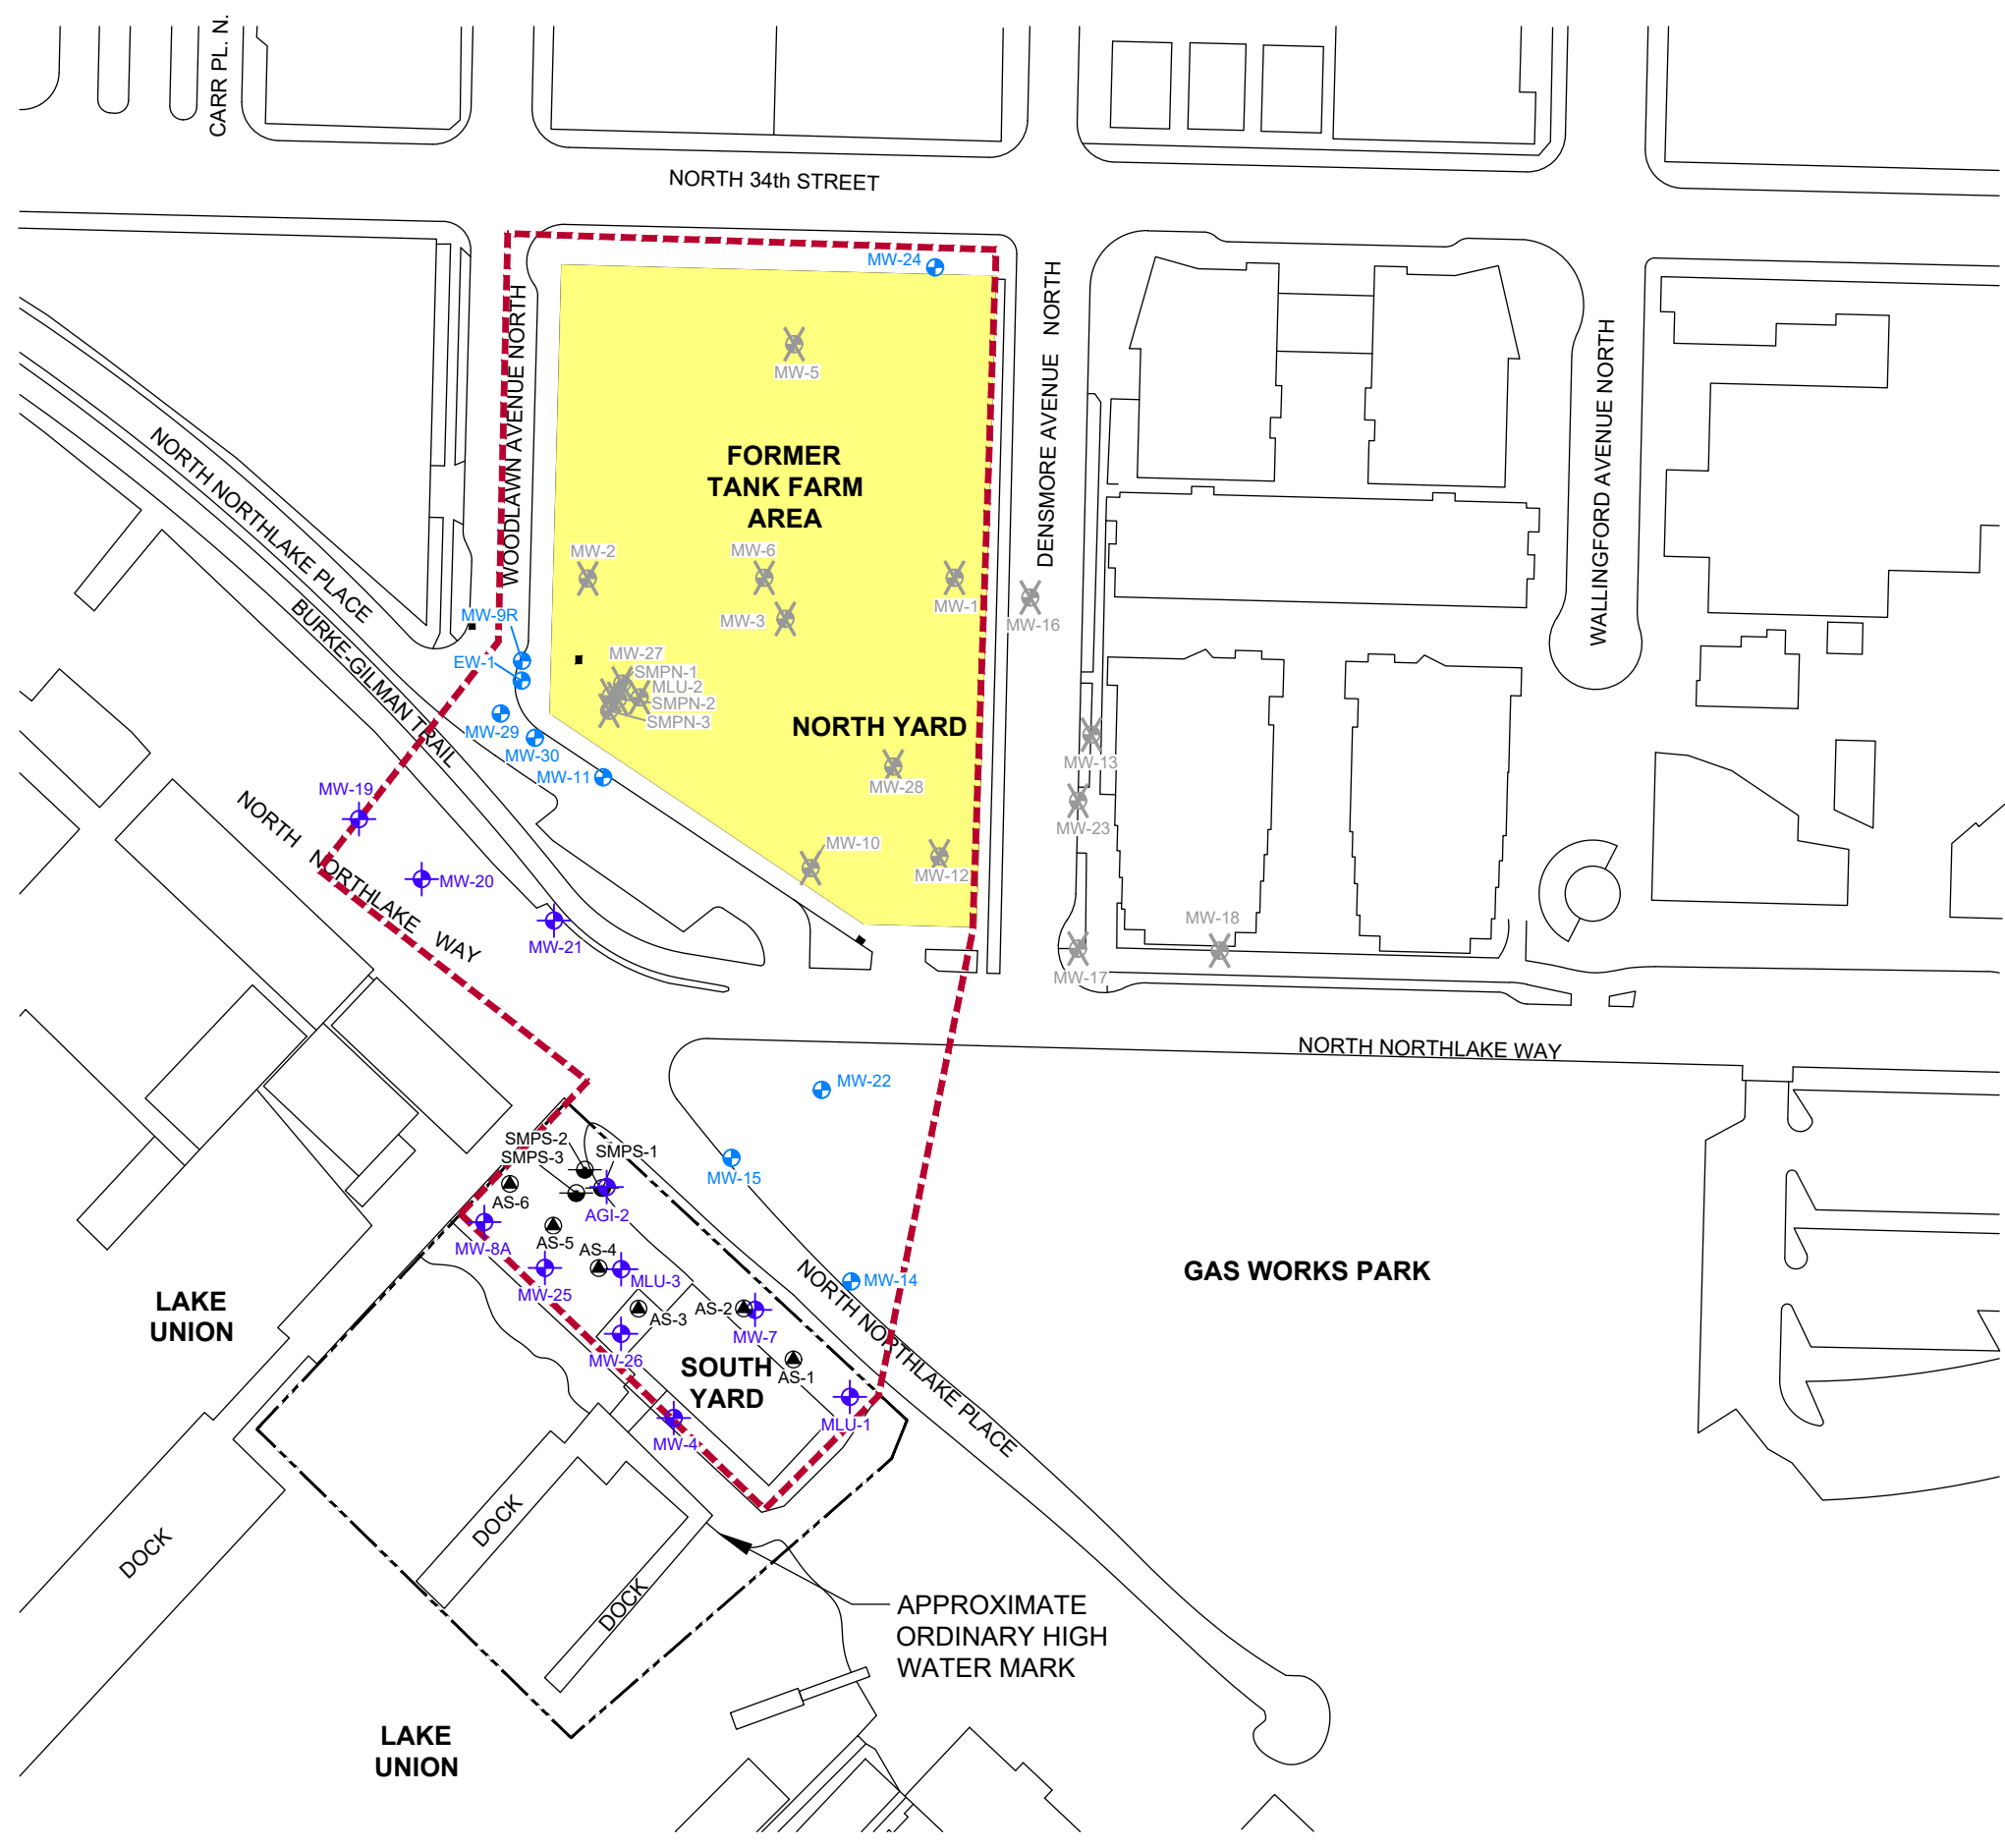 CARR PL. N.
NORTH 34th STREET
MW-24
WOODLAWN AVENUE NORTH
DENSMORE AVENUE NORTH
WALLINGFORD AVENUE NORTH
MW-5
NORTH NORTHLAKE PLACE
FORMER
TANK FARM
AREA
MW-2
MW-6
MW-1
MW-16
MW-3
BURKE-GILMAN TRAIL
MW-9R
EW-1
MW-27
SMPN-1
MLU-2
SMPN-2
SMPN-3
MW-29
MW-30
MW-11
NORTH YARD
MW-13
MW-28
MW-19
MW-23
NORTH NORTHLAKE WAY
MW-10
MW-12
MW-20
MW-21
MW-18
MW-17
NORTH NORTHLAKE WAY
MW-22
SMPS-2
SMPS-3
SMPS-1
MW-15
AS-6
AGI-2
MW-8A
AS-5
AS-4
MW-25
MLU-3
MW-14
GAS WORKS PARK
NORTH NORTHLAKE PLACE
LAKE
UNION
AS-3
AS-2
MW-7
MW-26
SOUTH
YARD
AS-1
MLU-1
MW-4
DOCK
DOCK
DOCK
APPROXIMATE
ORDINARY HIGH
WATER MARK
LAKE
UNION